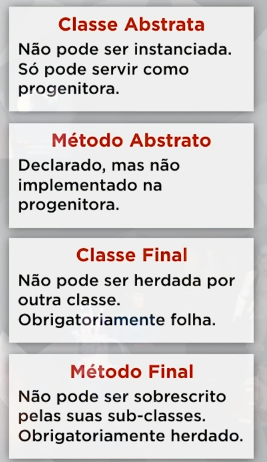 Classe Abstrata
Não pode ser instanciada.
Só pode servir como
progenitora.
Método Abstrato
Declarado, mas não
implementado na
progenitora.
Classe Final
Não pode ser herdada por
outra classe.
Obrigatoriamente folha.
Método Final
Não pode ser sobrescrito
pelas suas sub-classes.
Obrigatoriamente herdado.